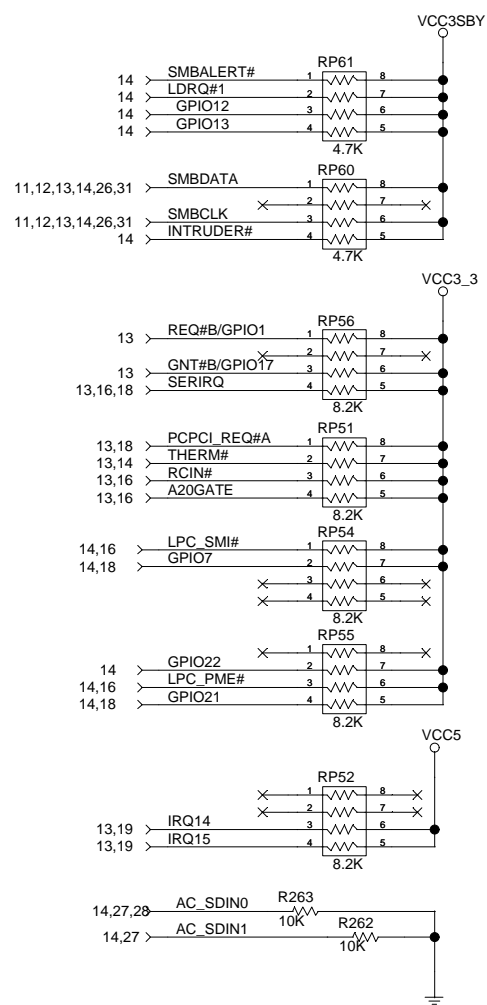 VCC3SBY
RP61
14 SMBALERT# 1 8
14 LDRQ#1 2 7
14 GPIO12 3 6
14 GPIO13 4 5
4.7K
RP60
11,12,13,14,26,31 SMBDATA 1 8
2 7
11,12,13,14,26,31 SMBCLK 3 6
14 INTRUDER# 4 5
4.7K
VCC3_3
RP56
13 REQ#B/GPIO1 1 8
2 7
13 GNT#B/GPIO17 3 6
13,16,18 SERIRQ 4 5
8.2K
RP51
13,18 PCPCI_REQ#A 1 8
13,14 THERM# 2 7
13,16 RCIN# 3 6
13,16 A20GATE 4 5
8.2K
RP54
14,16 LPC_SMI# 1 8
14,18 GPIO7 2 7
3 6
4 5
8.2K
RP55
1 8
14 GPIO22 2 7
14,16 LPC_PME# 3 6
14,18 GPIO21 4 5
8.2K
VCC5
RP52
1 8
2 7
13,19 IRQ14 3 6
13,19 IRQ15 4 5
8.2K
14,27,28 AC_SDIN0 R263
10K
14,27 AC_SDIN1 R262
10K